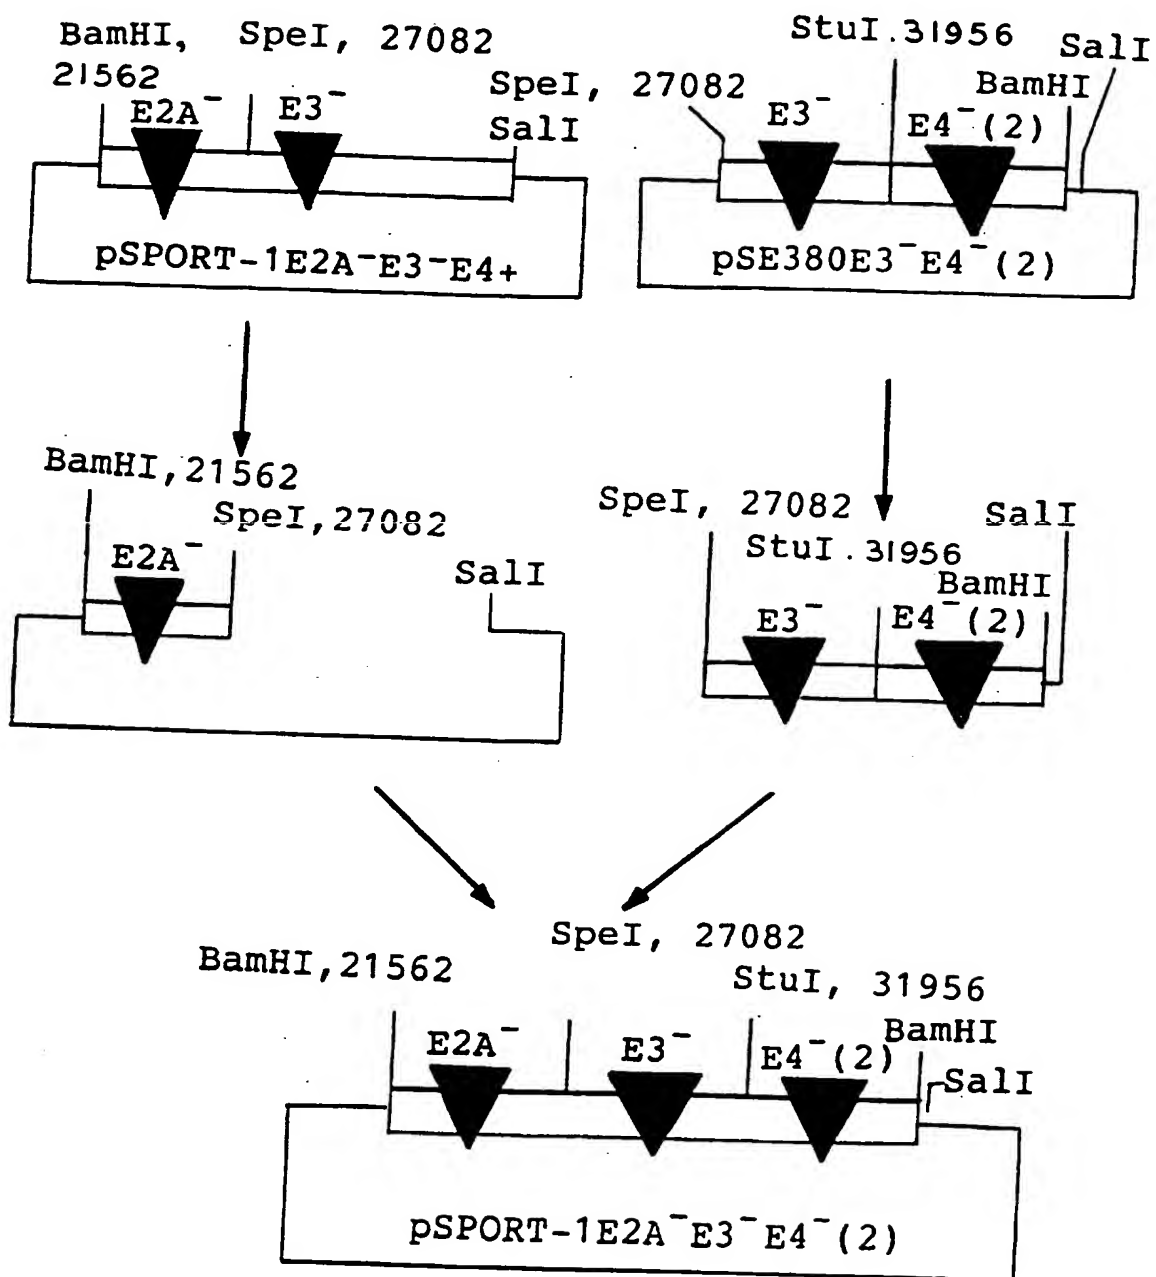 BamHI, SpeI, 27082
21562
E2A⁻ E3⁻
SpeI, 27082
SalI
pSPORT-1E2A⁻E3⁻E4+
StuI.31956 SalI
BamHI
E3⁻ E4⁻(2)
pSE380E3⁻E4⁻(2)
BamHI,21562
SpeI,27082
E2A⁻
SalI
SpeI, 27082 SalI
StuI.31956
BamHI
E3⁻ E4⁻(2)
SpeI, 27082
BamHI,21562 StuI, 31956
BamHI
E2A⁻ E3⁻ E4⁻(2)
SalI
pSPORT-1E2A⁻E3⁻E4⁻(2)